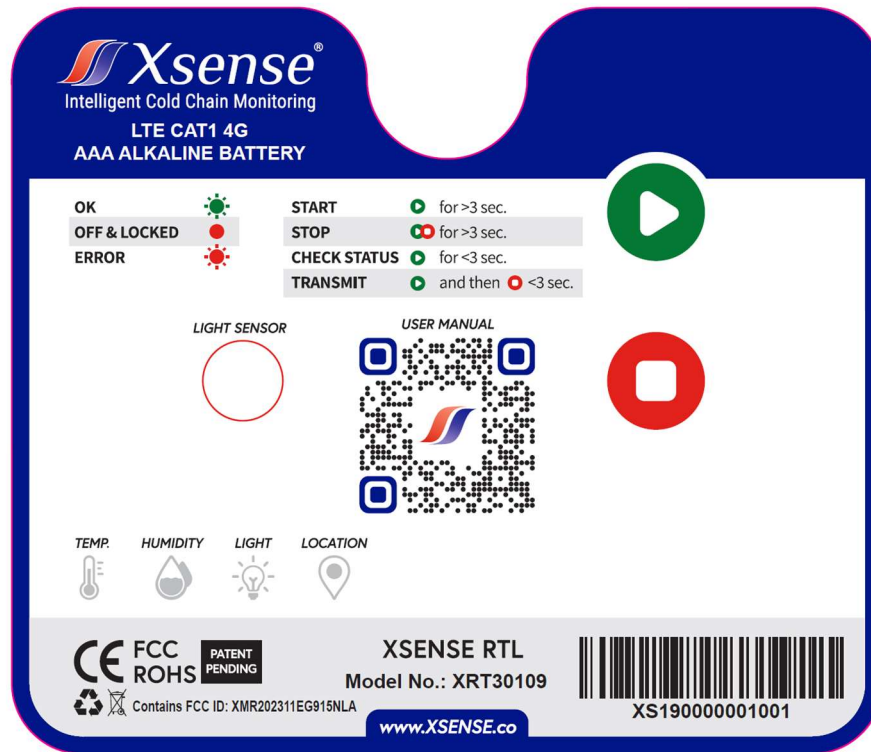 Xsense®
Intelligent Cold Chain Monitoring
LTE CAT1 4G
AAA ALKALINE BATTERY
OK
OFF & LOCKED
ERROR
START for >3 sec.
STOP for >3 sec.
CHECK STATUS for <3 sec.
TRANSMIT and then <3 sec.
LIGHT SENSOR
USER MANUAL
TEMP. HUMIDITY LIGHT LOCATION
CE FCC ROHS PATENT PENDING
Contains FCC ID: XMR202311EG915NLA
XSENSE RTL
Model No.: XRT30109
XS190000001001
www.XSENSE.co